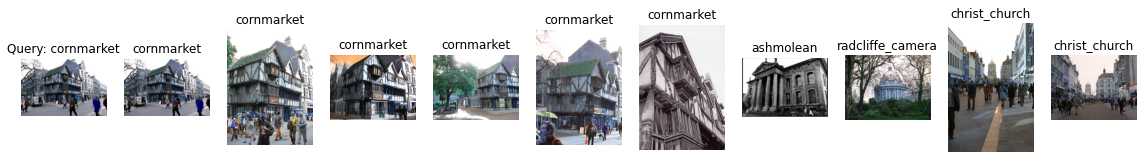 Query: cornmarket
cornmarket
cornmarket
cornmarket
cornmarket
cornmarket
cornmarket
ashmolean
radcliffe_camera
christ_church
christ_church